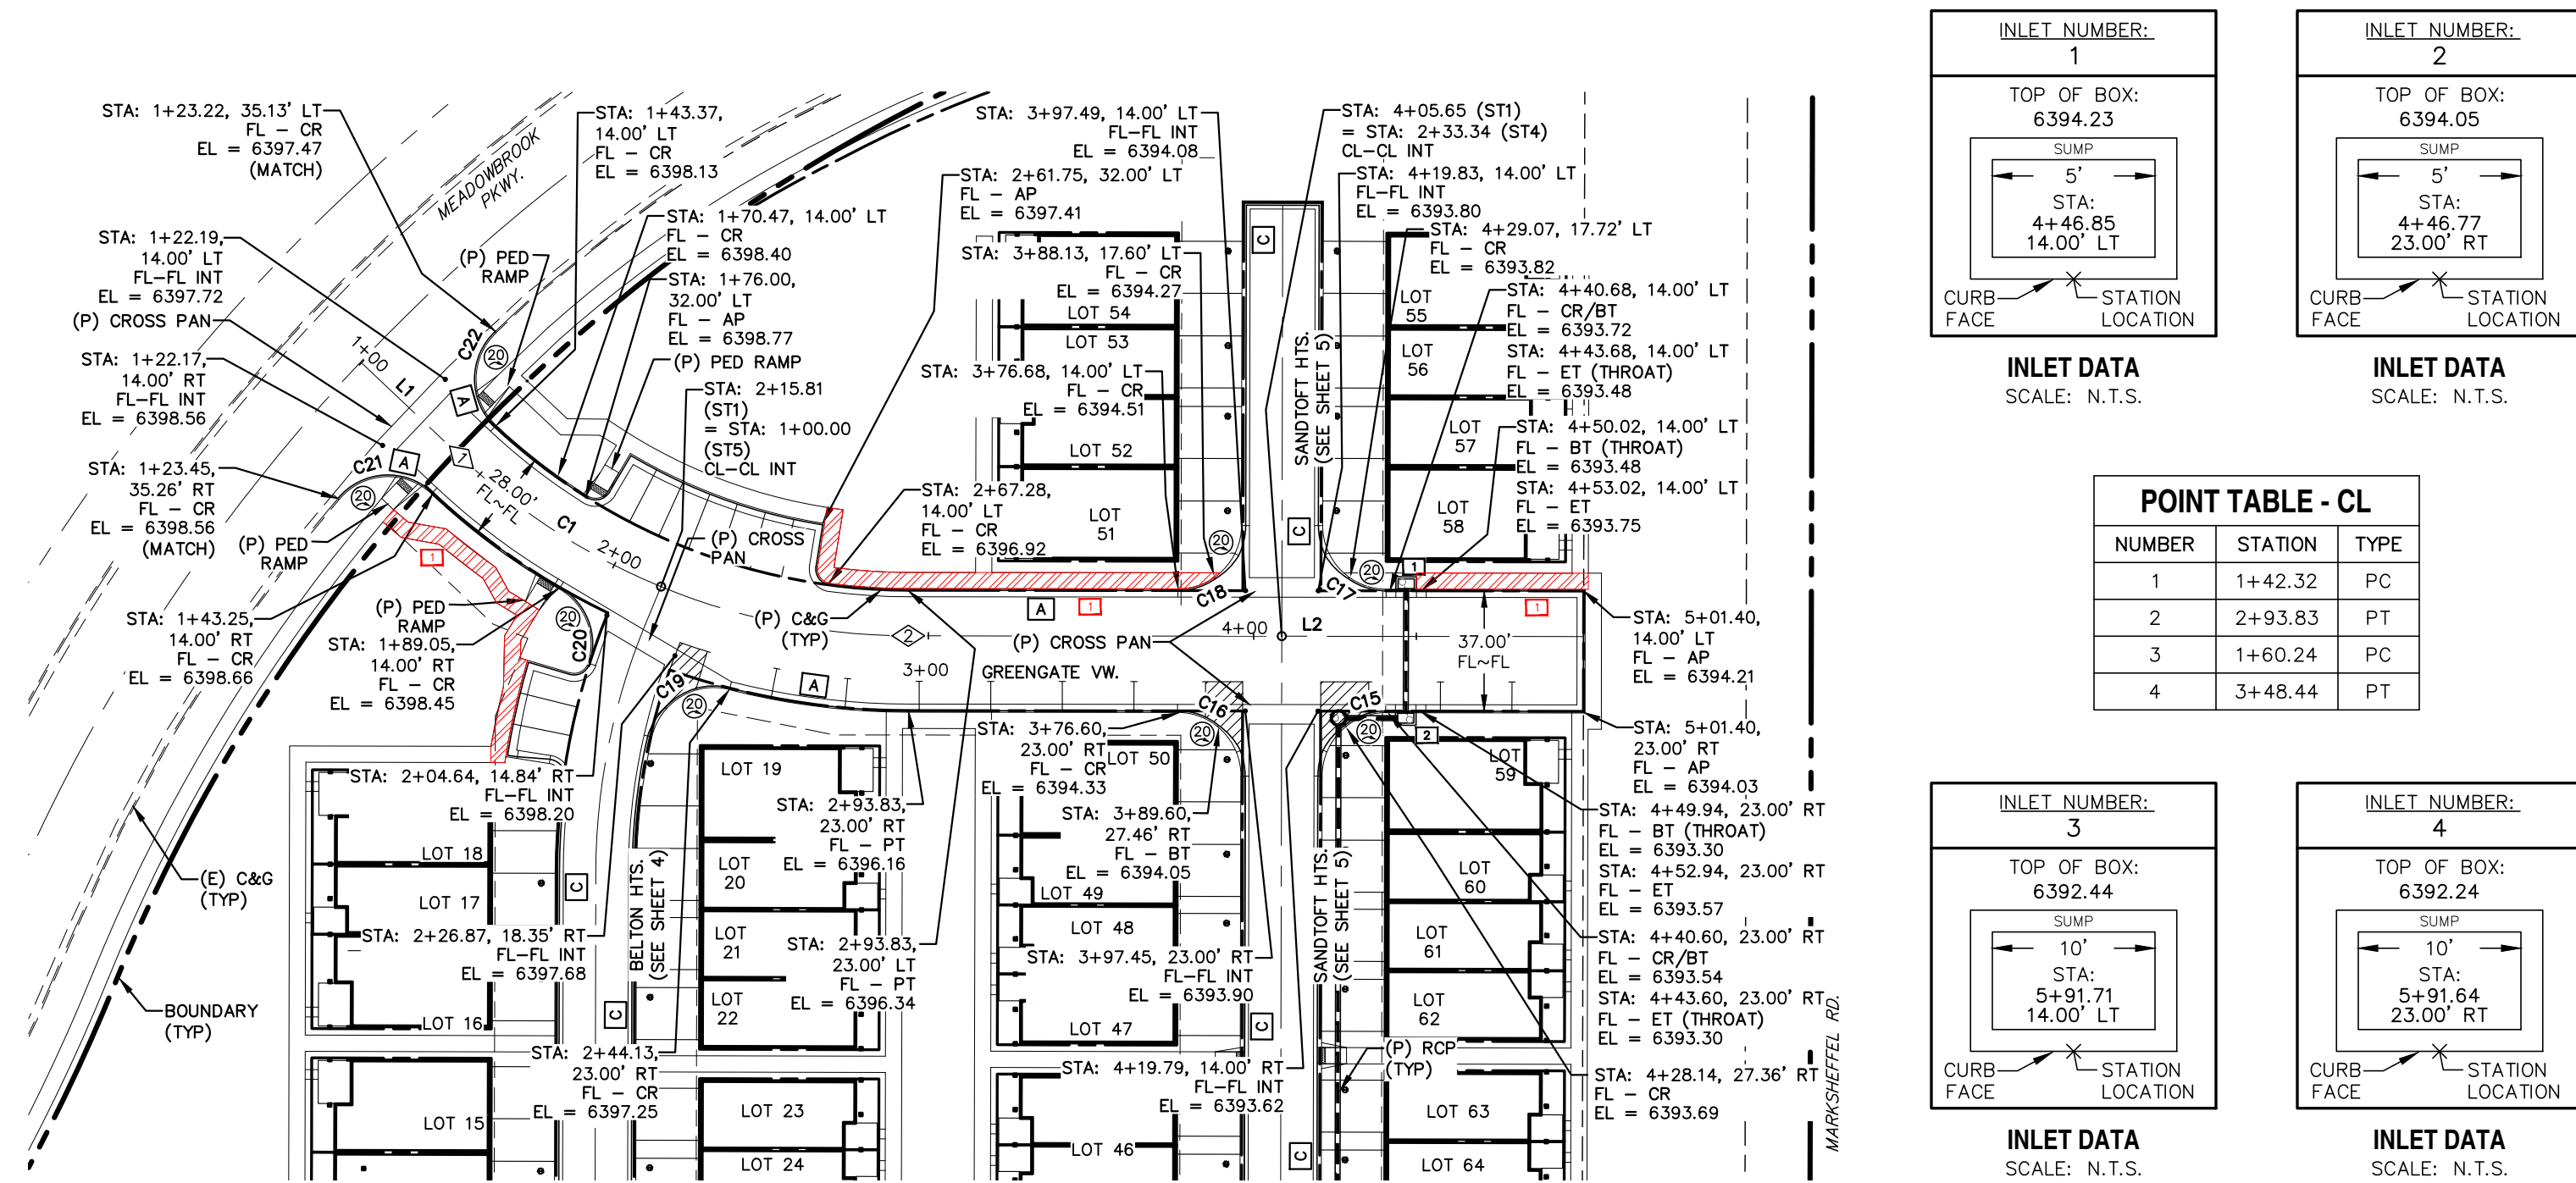 STA: 1+23.22, 35.13' LT
FL - CR
EL = 6397.47
(MATCH)
STA: 1+22.19,
14.00' LT
FL-FL INT
EL = 6397.72
(P) CROSS PAN
STA: 1+22.17,
14.00' RT
FL-FL INT
EL = 6398.56
STA: 1+23.45,
35.26' RT
FL - CR
EL = 6398.56
(MATCH)
(P) PED
RAMP
STA: 1+43.25,
14.00' RT
FL - CR
EL = 6398.66
MEADOWBROOK
PKWY.
(P) PED
RAMP
1+00
L1
C22
20
A
C21
A
20
1
28.00'
FL~FL
C1
2+00
1
STA: 1+43.37,
14.00' LT
FL - CR
EL = 6398.13
STA: 1+70.47, 14.00' LT
FL - CR
EL = 6398.40
STA: 1+76.00,
32.00' LT
FL - AP
EL = 6398.77
(P) PED RAMP
STA: 2+15.81
(ST1)
= STA: 1+00.00
(ST5)
CL-CL INT
(P) CROSS
PAN
(P) PED
RAMP
STA: 1+89.05,
14.00' RT
FL - CR
EL = 6398.45
20
C20
C19
20
A
(P) C&G
(TYP)
2
3+00
GREENGATE VW.
A
1
STA: 3+97.49, 14.00' LT
FL-FL INT
EL = 6394.08
STA: 2+61.75, 32.00' LT
FL - AP
EL = 6397.41
STA: 3+88.13, 17.60' LT
FL - CR
EL = 6394.27
LOT 54
LOT 53
STA: 3+76.68, 14.00' LT
FL - CR
EL = 6394.51
LOT 52
STA: 2+67.28,
14.00' LT
FL - CR
EL = 6396.92
LOT
51
20
C18
(P) CROSS PAN
4+00
L2
C
C
SANDTOFT HTS.
(SEE SHEET 5)
STA: 4+05.65 (ST1)
= STA: 2+33.34 (ST4)
CL-CL INT
STA: 4+19.83, 14.00' LT
FL-FL INT
EL = 6393.80
STA: 4+29.07, 17.72' LT
FL - CR
EL = 6393.82
STA: 4+40.68, 14.00' LT
FL - CR/BT
EL = 6393.72
STA: 4+43.68, 14.00' LT
FL - ET (THROAT)
EL = 6393.48
STA: 4+50.02, 14.00' LT
FL - BT (THROAT)
EL = 6393.48
STA: 4+53.02, 14.00' LT
FL - ET
EL = 6393.75
LOT
55
LOT
56
LOT
57
LOT
58
20
C17
1
1
37.00'
FL~FL
STA: 5+01.40,
14.00' LT
FL - AP
EL = 6394.21
STA: 5+01.40,
23.00' RT
FL - AP
EL = 6394.03
STA: 4+49.94, 23.00' RT
FL - BT (THROAT)
EL = 6393.30
STA: 4+52.94, 23.00' RT
FL - ET
EL = 6393.57
STA: 4+40.60, 23.00' RT
FL - CR/BT
EL = 6393.54
STA: 4+43.60, 23.00' RT
FL - ET (THROAT)
EL = 6393.30
STA: 4+28.14, 27.36' RT
FL - CR
EL = 6393.69
MARKSHEFFEL RD.
C16
20
C15
20
2
STA: 3+76.60,
23.00' RT
FL - CR
EL = 6394.33
LOT 50
STA: 3+89.60,
27.46' RT
FL - BT
EL = 6394.05
LOT 49
LOT 48
STA: 3+97.45, 23.00' RT
FL-FL INT
EL = 6393.90
LOT 47
STA: 4+19.79, 14.00' RT
FL-FL INT
EL = 6393.62
LOT 46
SANDTOFT HTS.
(SEE SHEET 5)
C
C
(P) RCP
(TYP)
LOT
59
LOT
60
LOT
61
LOT
62
LOT 63
LOT 64
STA: 2+04.64, 14.84' RT
FL-FL INT
EL = 6398.20
LOT 18
LOT 17
STA: 2+26.87, 18.35' RT
FL-FL INT
EL = 6397.68
LOT 16
STA: 2+44.13,
23.00' RT
FL - CR
EL = 6397.25
LOT 15
(E) C&G
(TYP)
BOUNDARY
(TYP)
C
C
BELTON HTS.
(SEE SHEET 4)
LOT 19
STA: 2+93.83,
23.00' RT
FL - PT
EL = 6396.16
LOT
20
LOT
21
STA: 2+93.83,
23.00' LT
FL - PT
EL = 6396.34
LOT
22
LOT 23
LOT 24
INLET NUMBER:
1
TOP OF BOX:
6394.23
SUMP
5'
STA:
4+46.85
14.00' LT
CURB
FACE
STATION
LOCATION
INLET DATA
SCALE: N.T.S.
INLET NUMBER:
2
TOP OF BOX:
6394.05
SUMP
5'
STA:
4+46.77
23.00' RT
CURB
FACE
STATION
LOCATION
INLET DATA
SCALE: N.T.S.
POINT TABLE - CL
NUMBER STATION TYPE
1 1+42.32 PC
2 2+93.83 PT
3 1+60.24 PC
4 3+48.44 PT
INLET NUMBER:
3
TOP OF BOX:
6392.44
SUMP
10'
STA:
5+91.71
14.00' LT
CURB
FACE
STATION
LOCATION
INLET DATA
SCALE: N.T.S.
INLET NUMBER:
4
TOP OF BOX:
6392.24
SUMP
10'
STA:
5+91.64
23.00' RT
CURB
FACE
STATION
LOCATION
INLET DATA
SCALE: N.T.S.